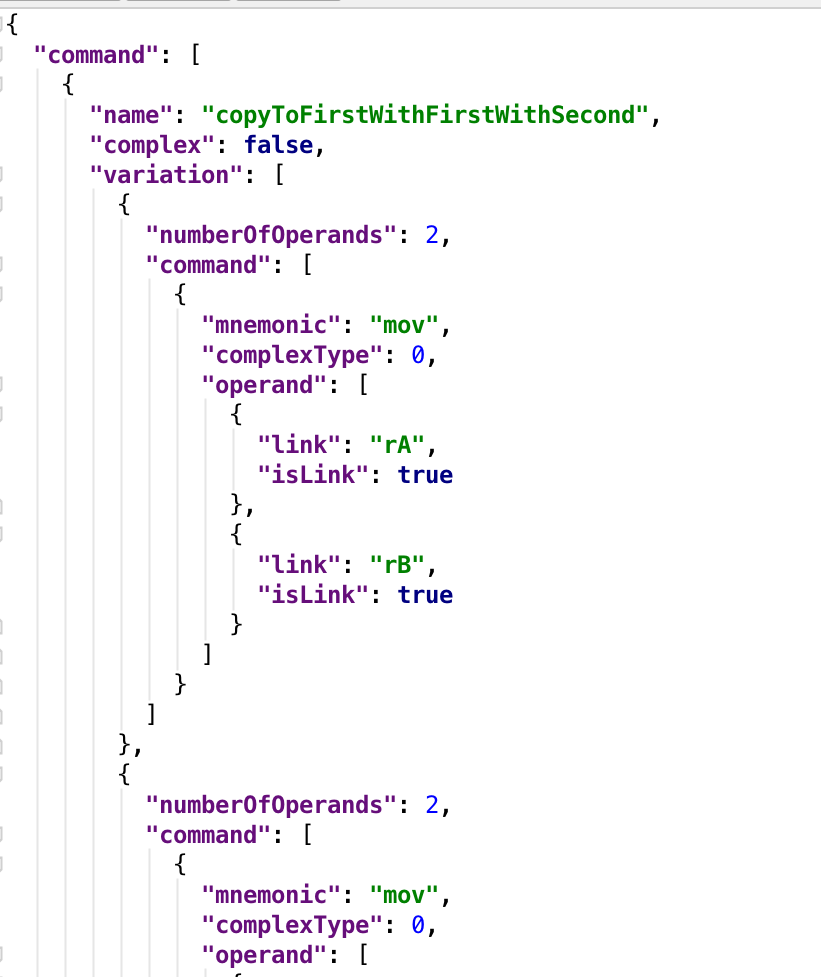 {
"command": [
{
"name": "copyToFirstWithFirstWithSecond",
"complex": false,
"variation": [
{
"numberOfOperands": 2,
"command": [
{
"mnemonic": "mov",
"complexType": 0,
"operand": [
{
"link": "rA",
"isLink": true
},
{
"link": "rB",
"isLink": true
}
]
}
]
},
{
"numberOfOperands": 2,
"command": [
{
"mnemonic": "mov",
"complexType": 0,
"operand": [